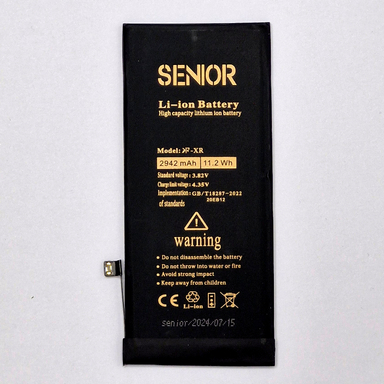 SENIOR
Li-ion Battery
High capacity lithium ion battery
Model: XR
2942 mAh 11.2 Wh
Standard voltage: 3.82V
Charge limit voltage: 4.35V
Implementation: GB/T18287-2022
of standards 20EB12
warning
• Do not disassemble the battery
• Do not throw into water or fire
• Avoid strong impact
• Keep away from children
CE Li-ion
senior/2024/07/15